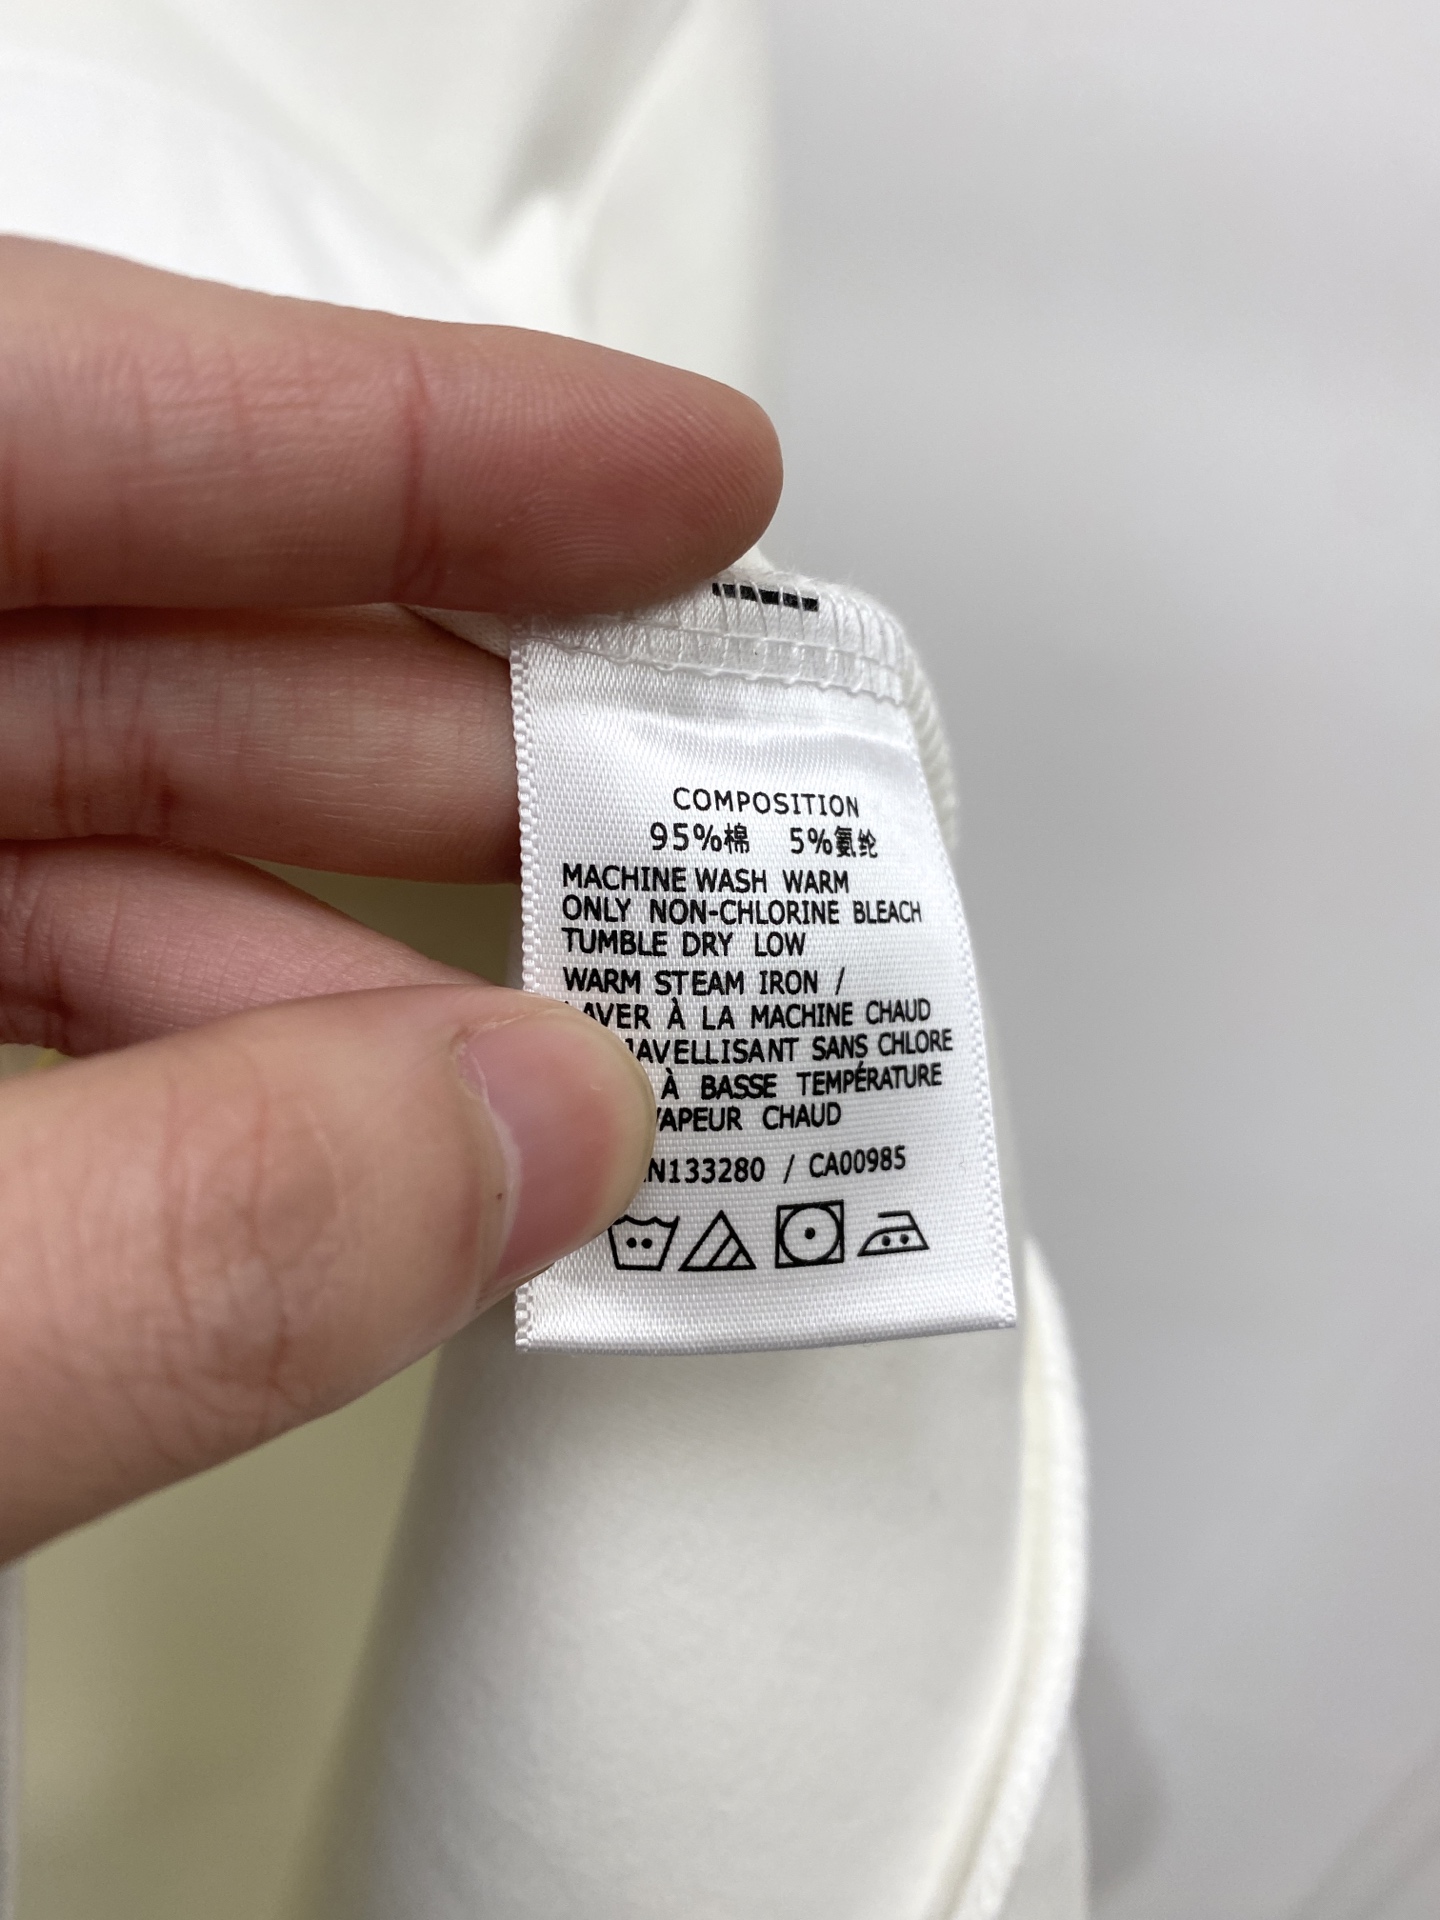 COMPOSITION
95%棉 5%氨纶
MACHINE WASH WARM
ONLY NON-CHLORINE BLEACH
TUMBLE DRY LOW
WARM STEAM IRON /
À LA MACHINE CHAUD
SANS CHLORE
À BASSE TEMPÉRATURE
CHAUD
/ CA00985